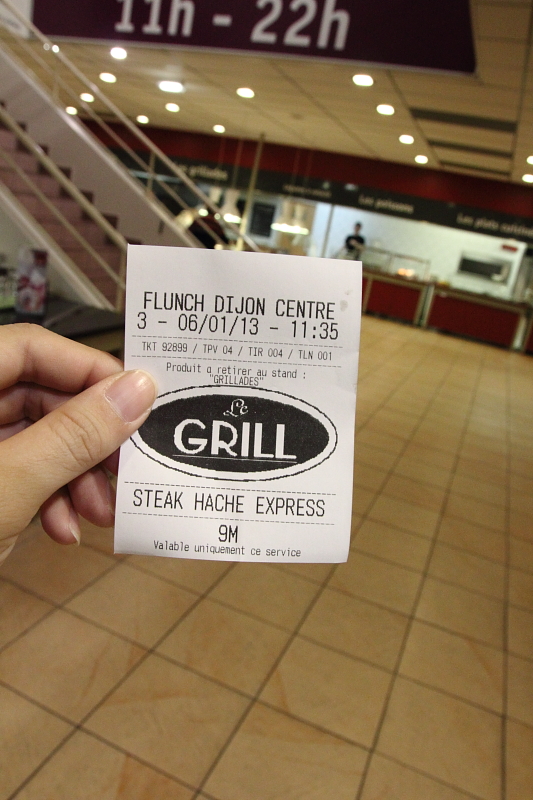 11h - 22h
Les grillades
Les poissons
Les plats cuisinés
FLUNCH DIJON CENTRE
3 - 06/01/13 - 11:35
TKT 92899 / TPV 04 / TIR 004 / TLN 001
Produit a retirer au stand :
"GRILLADES"
Le
GRILL
STEAK HACHE EXPRESS
9M
Valable uniquement ce service